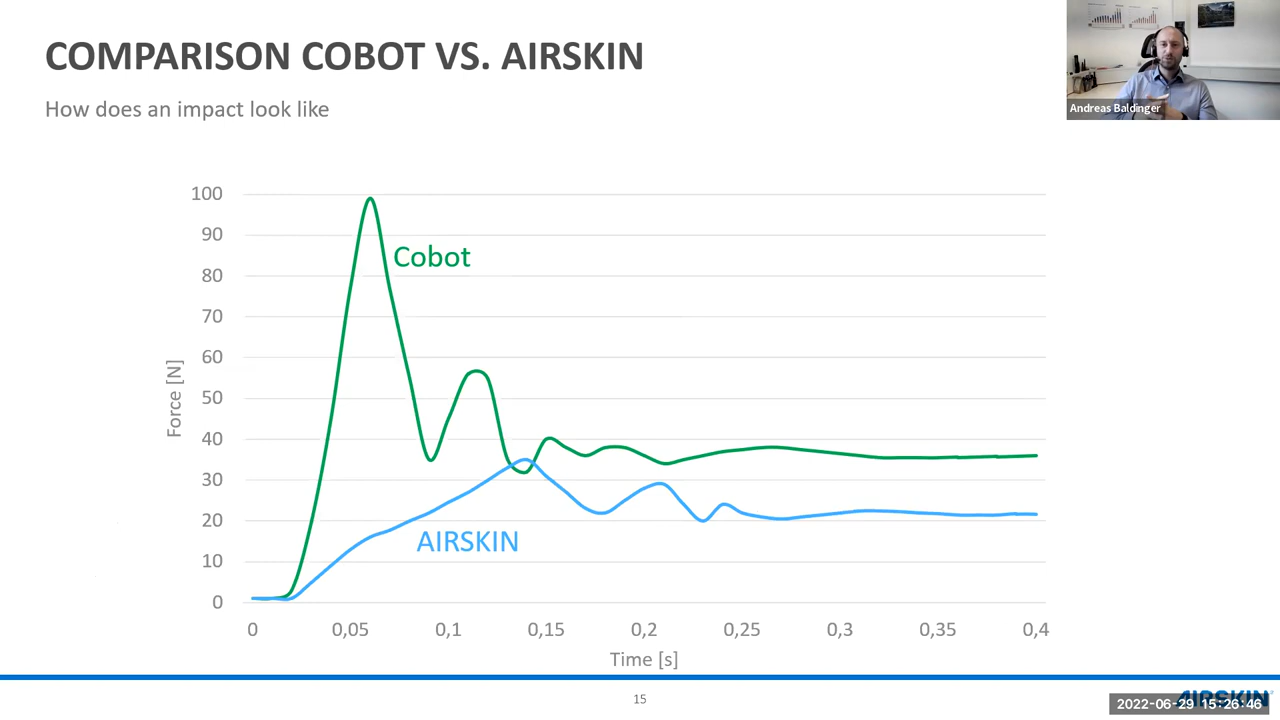 COMPARISON COBOT VS. AIRSKIN
How does an impact look like
Andreas Baldinger
100
90
80
70
60
50
40
30
20
10
0
Force [N]
Cobot
AIRSKIN
0 0,05 0,1 0,15 0,2 0,25 0,3 0,35 0,4
Time [s]
15
AIRSKIN
2022-06-29 15:26:46